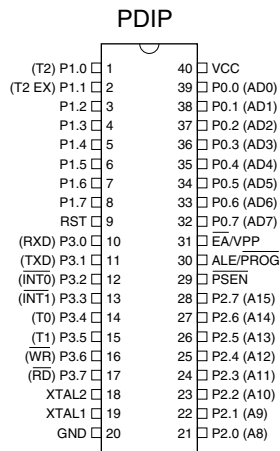 PDIP
(T2) P1.0 1 40 VCC
(T2 EX) P1.1 2 39 P0.0 (AD0)
P1.2 3 38 P0.1 (AD1)
P1.3 4 37 P0.2 (AD2)
P1.4 5 36 P0.3 (AD3)
P1.5 6 35 P0.4 (AD4)
P1.6 7 34 P0.5 (AD5)
P1.7 8 33 P0.6 (AD6)
RST 9 32 P0.7 (AD7)
(RXD) P3.0 10 31 E̅A̅/VPP
(TXD) P3.1 11 30 ALE/P̅R̅O̅G̅
(I̅N̅T̅0̅) P3.2 12 29 P̅S̅E̅N̅
(I̅N̅T̅1̅) P3.3 13 28 P2.7 (A15)
(T0) P3.4 14 27 P2.6 (A14)
(T1) P3.5 15 26 P2.5 (A13)
(W̅R̅) P3.6 16 25 P2.4 (A12)
(R̅D̅) P3.7 17 24 P2.3 (A11)
XTAL2 18 23 P2.2 (A10)
XTAL1 19 22 P2.1 (A9)
GND 20 21 P2.0 (A8)